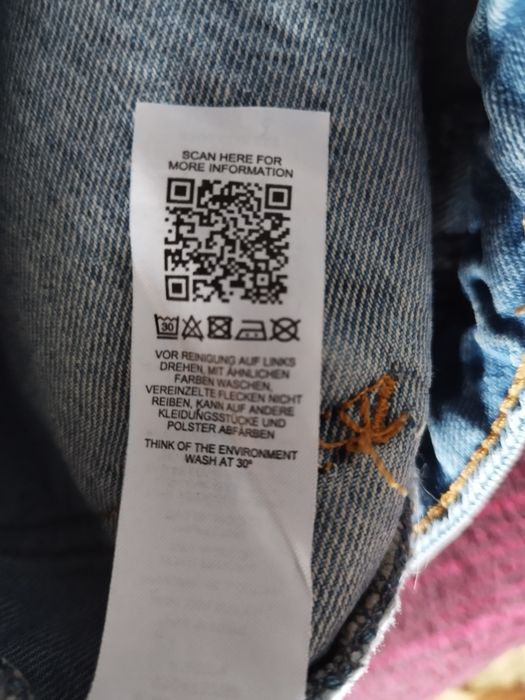 SCAN HERE FOR
MORE INFORMATION
30
VOR REINIGUNG AUF LINKS
DREHEN, MIT ÄHNLICHEN
FARBEN WASCHEN,
VEREINZELTE FLECKEN NICHT
REIBEN, KANN AUF ANDERE
KLEIDUNGSSTÜCKE UND
POLSTER ABFÄRBEN
THINK OF THE ENVIRONMENT
WASH AT 30°